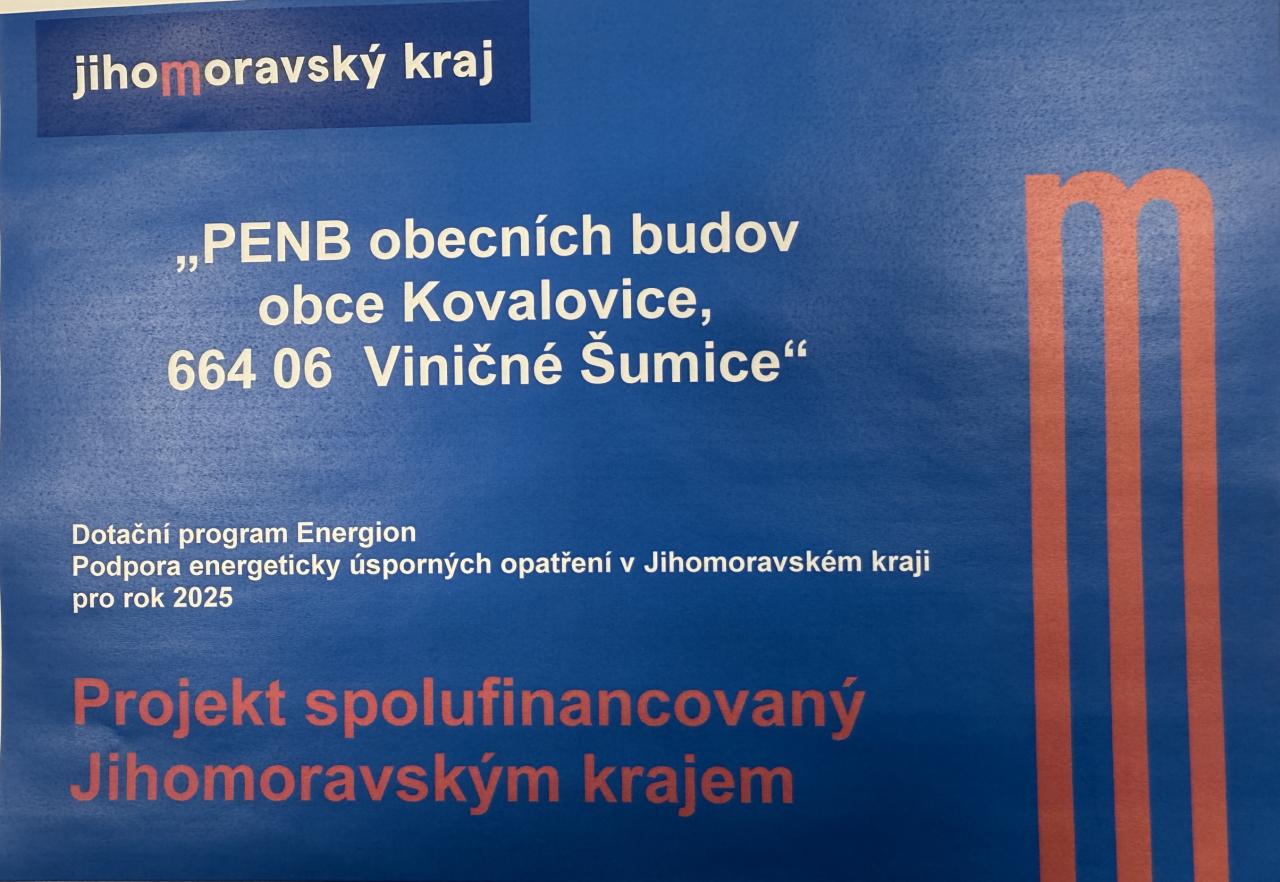 jihomoravský kraj
„PENB obecních budov
obce Kovalovice,
664 06 Viničné Šumice“
Dotační program Energion
Podpora energeticky úsporných opatření v Jihomoravském kraji
pro rok 2025
Projekt spolufinancovaný
Jihomoravským krajem
m